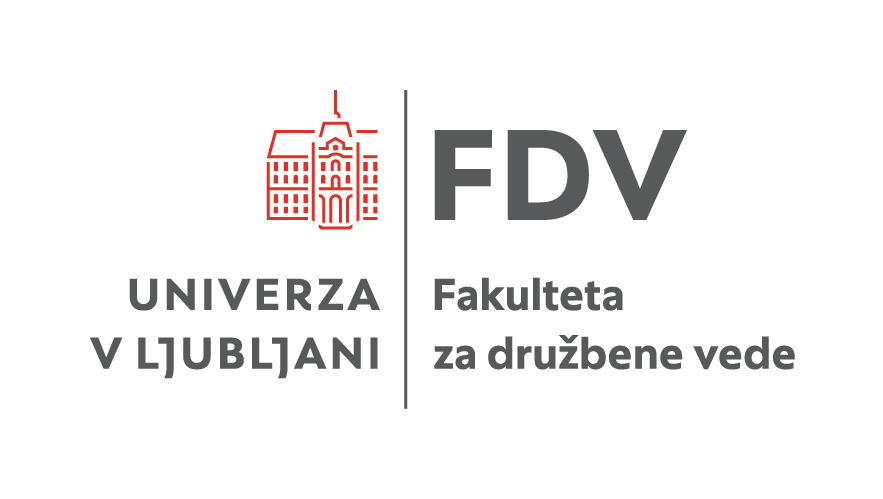 UNIVERZA
V LJUBLJANI
FDV
Fakulteta
za družbene vede